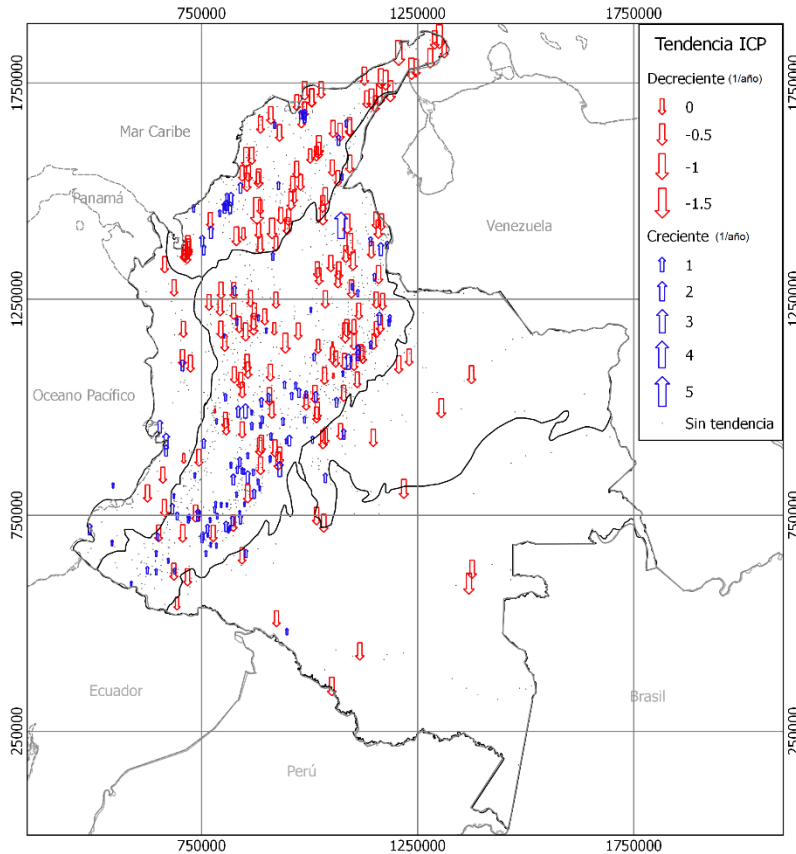 750000 1250000 1750000
Tendencia ICP
Decreciente (1/año)
0
-0.5
-1
-1.5
Creciente (1/año)
1
2
3
4
5
Sin tendencia
1750000
1750000
Mar Caribe
Panamá
Venezuela
1250000
1250000
Oceano Pacífico
750000
750000
Ecuador
Brasil
250000
250000
Perú
750000 1250000 1750000